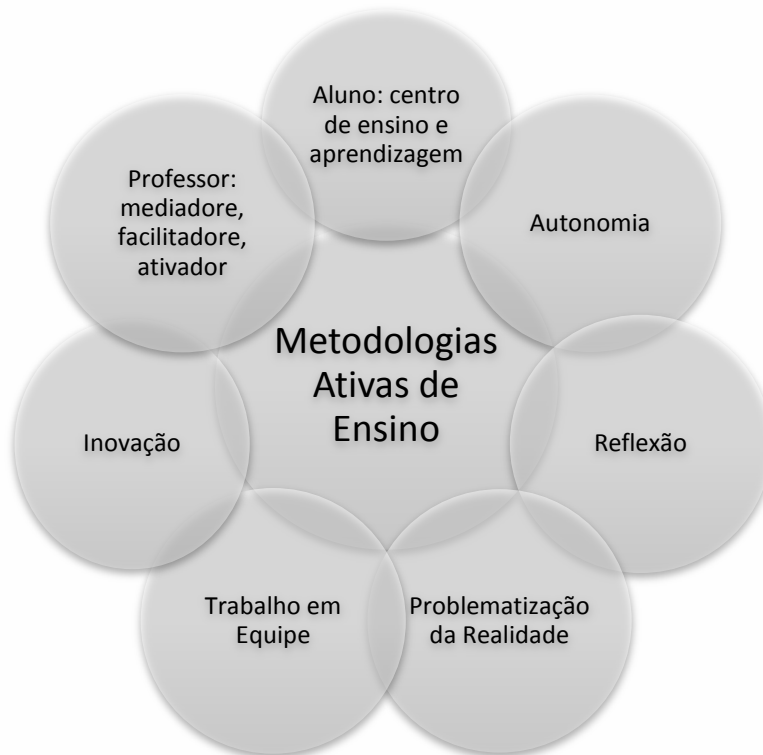 Aluno: centro
de ensino e
aprendizagem
Professor:
mediadore,
facilitadore,
ativador
Autonomia
Metodologias
Ativas de
Ensino
Inovação
Reflexão
Trabalho em
Equipe
Problematização
da Realidade